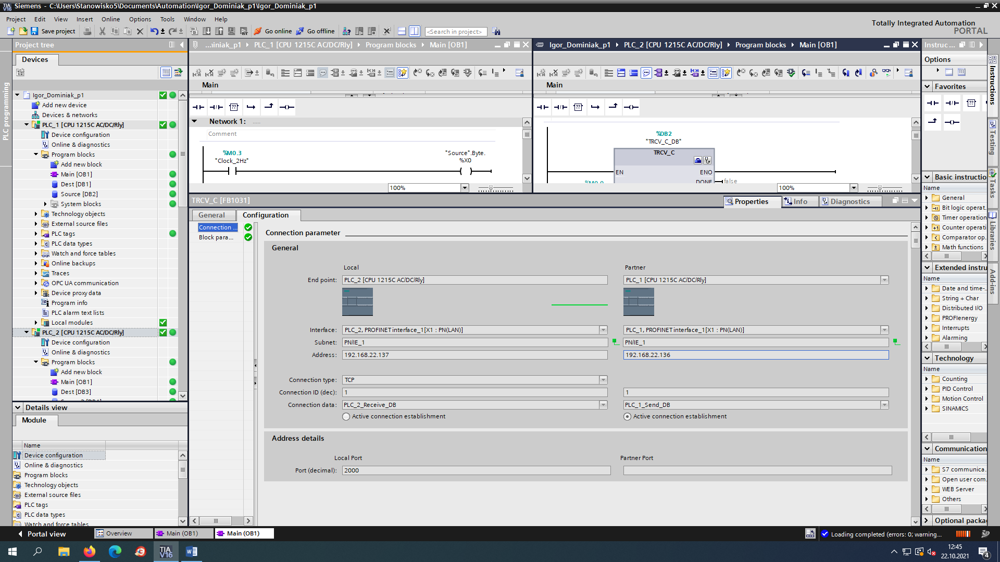 Siemens - C:\Users\Stanowisko5\Documents\Automation\Igor_Dominiak_p1\Igor_Dominiak_p1
Project Edit View Insert Online Options Tools Window Help
Totally Integrated Automation
PORTAL
Save project
Go online
Go offline
<Search in project>
Project tree
Devices
PLC programming
Igor_Dominiak_p1
Add new device
Devices & networks
PLC_1 [CPU 1215C AC/DC/Rly]
Device configuration
Online & diagnostics
Program blocks
Add new block
Main [OB1]
Dest [DB1]
Source [DB2]
System blocks
Technology objects
External source files
PLC tags
PLC data types
Watch and force tables
Online backups
Traces
OPC UA communication
Device proxy data
Program info
PLC alarm text lists
Local modules
PLC_2 [CPU 1215C AC/DC/Rly]
Device configuration
Online & diagnostics
Program blocks
Add new block
Main [OB1]
Dest [DB3]
Details view
Module
Name
Device configuration
Online & diagnostics
Program blocks
Technology objects
External source files
PLC tags
PLC data types
Watch and force tables
...iniak_p1 PLC_1 [CPU 1215C AC/DC/Rly] Program blocks Main [OB1]
Main
Network 1: .....
Comment
%M0.3
"Clock_2Hz"
"Source".Byte.
%X0
100%
Igor_Dominiak_p1 PLC_2 [CPU 1215C AC/DC/Rly] Program blocks Main [OB1]
Main
%DB2
"TRCV_C_DB"
TRCV_C
EN
ENO
%M0.0
DONE
false
100%
TRCV_C [FB1031]
Properties
Info
Diagnostics
General
Configuration
Connection ...
Block para...
Connection parameter
General
Local
Partner
End point: PLC_2 [CPU 1215C AC/DC/Rly] PLC_1 [CPU 1215C AC/DC/Rly]
Interface: PLC_2, PROFINET interface_1[X1 : PN(LAN)] PLC_1, PROFINET interface_1[X1 : PN(LAN)]
Subnet: PN/IE_1 PN/IE_1
Address: 192.168.22.137 192.168.22.136
Connection type: TCP
Connection ID (dec): 1 1
Connection data: PLC_2_Receive_DB PLC_1_Send_DB
Active connection establishment Active connection establishment
Address details
Local Port
Partner Port
Port (decimal): 2000
Instruc...
Options
Favorites
Basic instructio
Name
General
Bit logic operat.
Timer operation
Counter operati
Comparator op.
Math functions
Extended instru
Name
Date and time-.
String + Char
Distributed I/O
PROFIenergy
Interrupts
Alarming
Technology
Name
Counting
PID Control
Motion Control
SINAMICS
Communication
Name
S7 communica.
Open user com.
WEB Server
Others
Optional packag
Instructions
Testing
Tasks
Libraries
Add-ins
Portal view
Overview
Main (OB1)
Main (OB1)
Loading completed (errors: 0; warning...
TIA
V16
12:45
22.10.2021
4